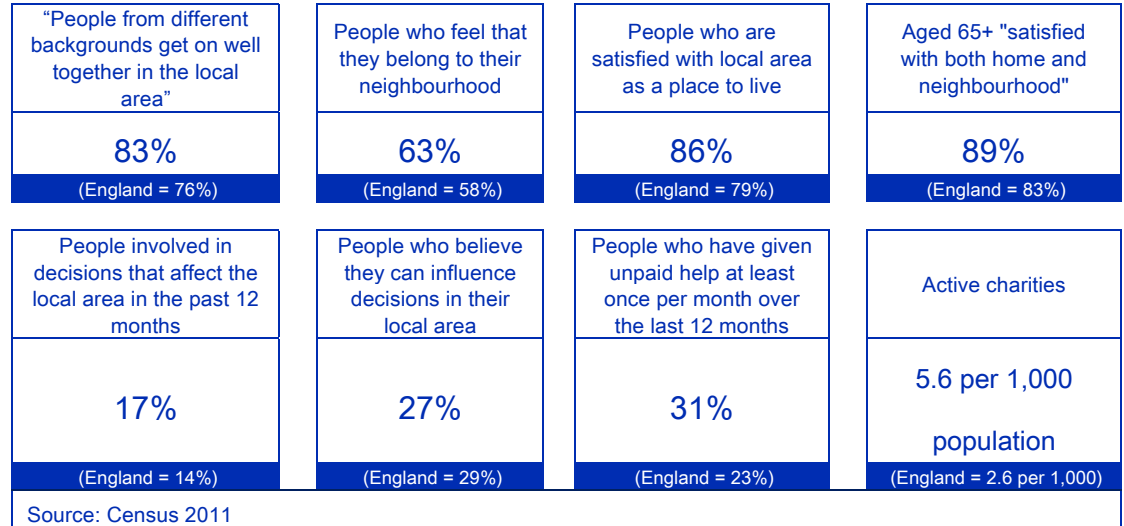 “People from different
backgrounds get on well
together in the local
area”
83%
(England = 76%)
People who feel that
they belong to their
neighbourhood
63%
(England = 58%)
People who are
satisfied with local area
as a place to live
86%
(England = 79%)
Aged 65+ "satisfied
with both home and
neighbourhood"
89%
(England = 83%)
People involved in
decisions that affect the
local area in the past 12
months
17%
(England = 14%)
People who believe
they can influence
decisions in their
local area
27%
(England = 29%)
People who have given
unpaid help at least
once per month over
the last 12 months
31%
(England = 23%)
Active charities
5.6 per 1,000
population
(England = 2.6 per 1,000)
Source: Census 2011